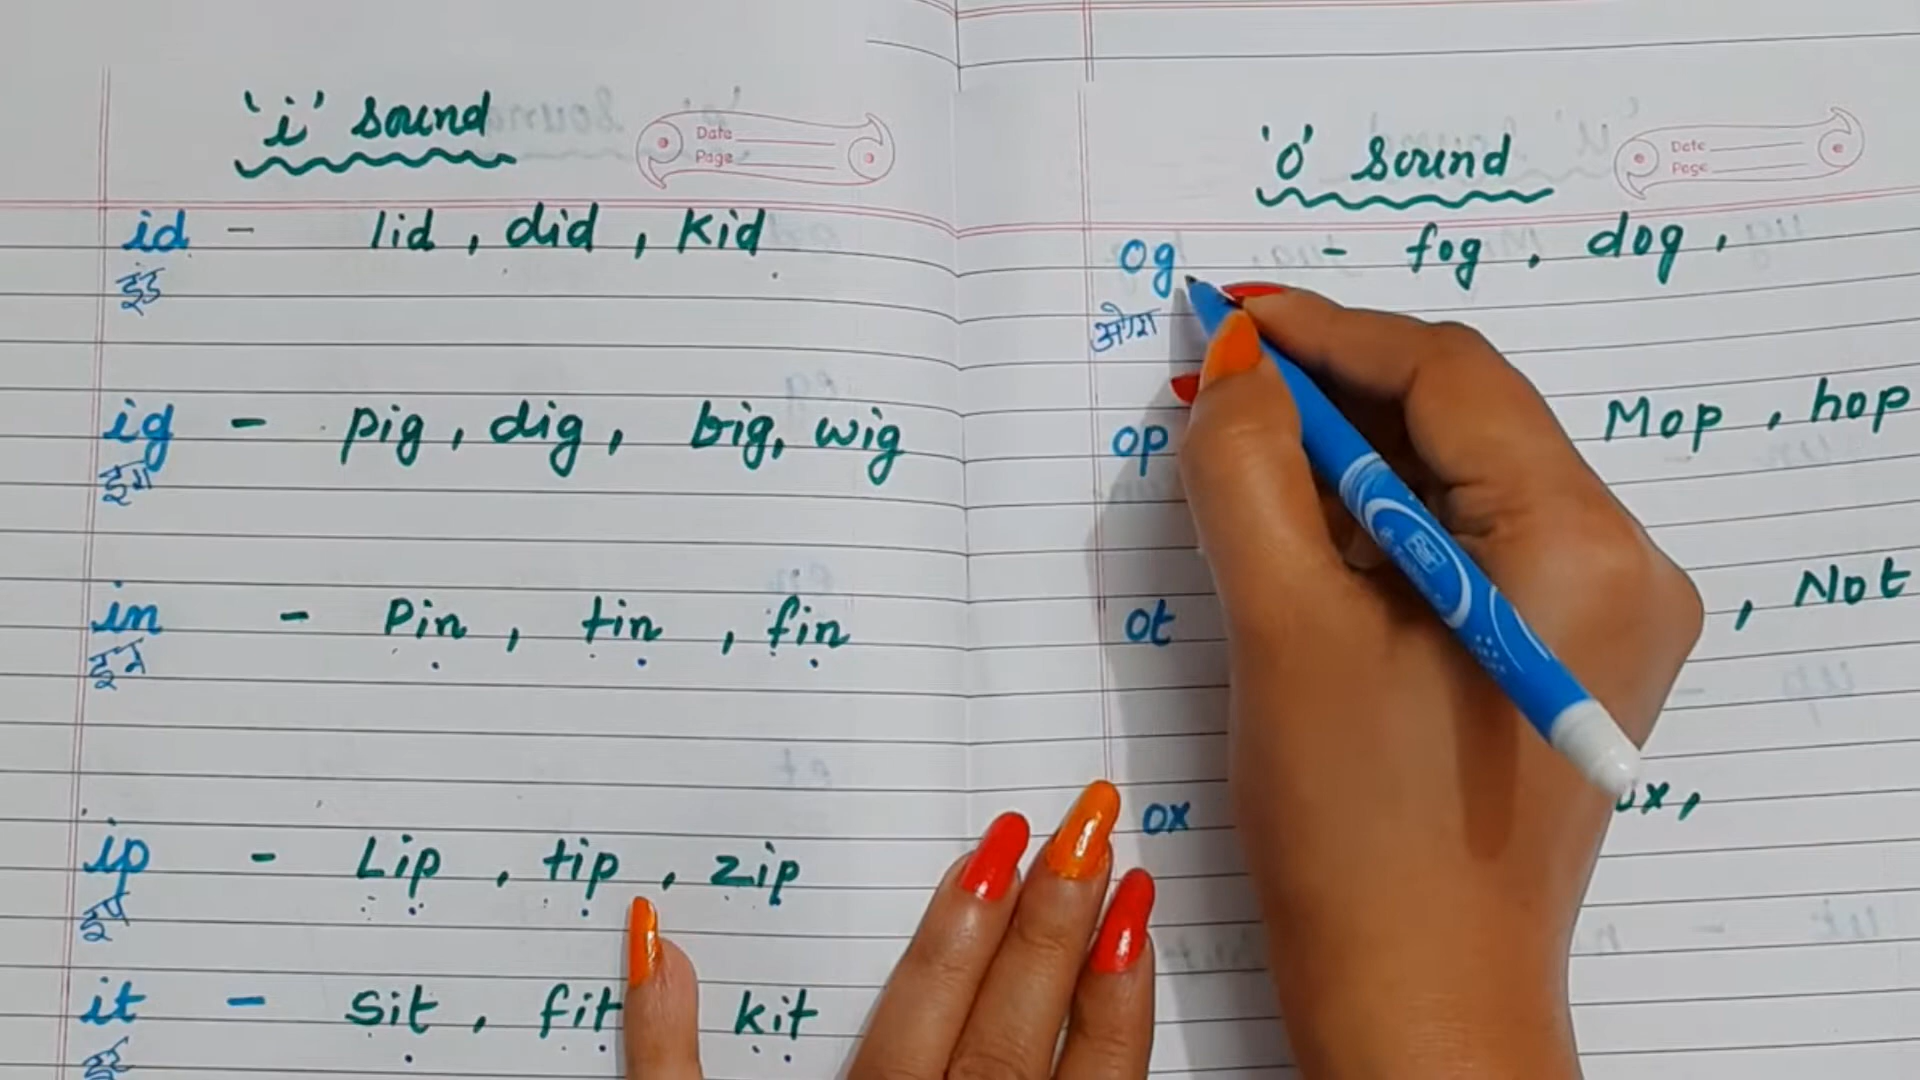 'i' sound
Date
Page
id - lid, did, kid
इड
ig - pig, dig, big, wig
इग
in - Pin, tin, fin
इन
ip - Lip, tip, zip
इप
it - sit, fit kit
इट
'o' sound
Date
Page
og - fog, dog,
ओग
op Mop, hop
ot , Not
ox ox,